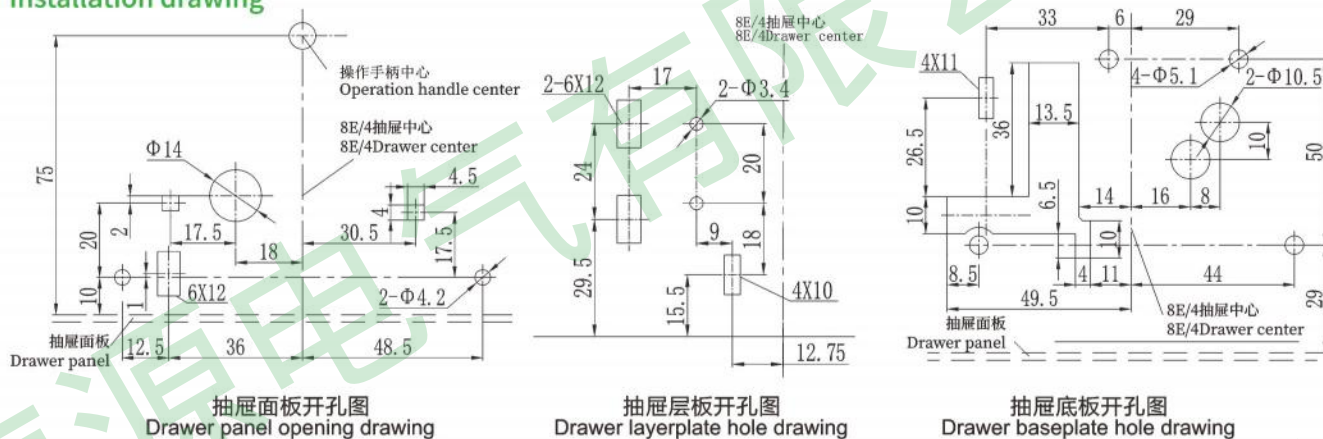 Installation drawing
75
操作手柄中心
Operation handle center
8E/4抽屉中心
8E/4Drawer center
Φ14
4.5
4
2
20
17.5
18
30.5
17.5
10
1
6X12
2-Φ4.2
抽屉面板
Drawer panel
12.5
36
48.5
抽屉面板开孔图
Drawer panel opening drawing
8E/4抽屉中心
8E/4Drawer center
2-6X12
17
2-Φ3.4
24
20
9
18
29.5
15.5
4X10
12.75
抽屉层板开孔图
Drawer layerplate hole drawing
33
6
29
4X11
4-Φ5.1
2-Φ10.5
26.5
36
13.5
10
50
14
16
8
10
6.5
10
8.5
4
11
44
49.5
29
8E/4抽屉中心
8E/4Drawer center
抽屉面板
Drawer panel
抽屉底板开孔图
Drawer baseplate hole drawing
源电气有限公